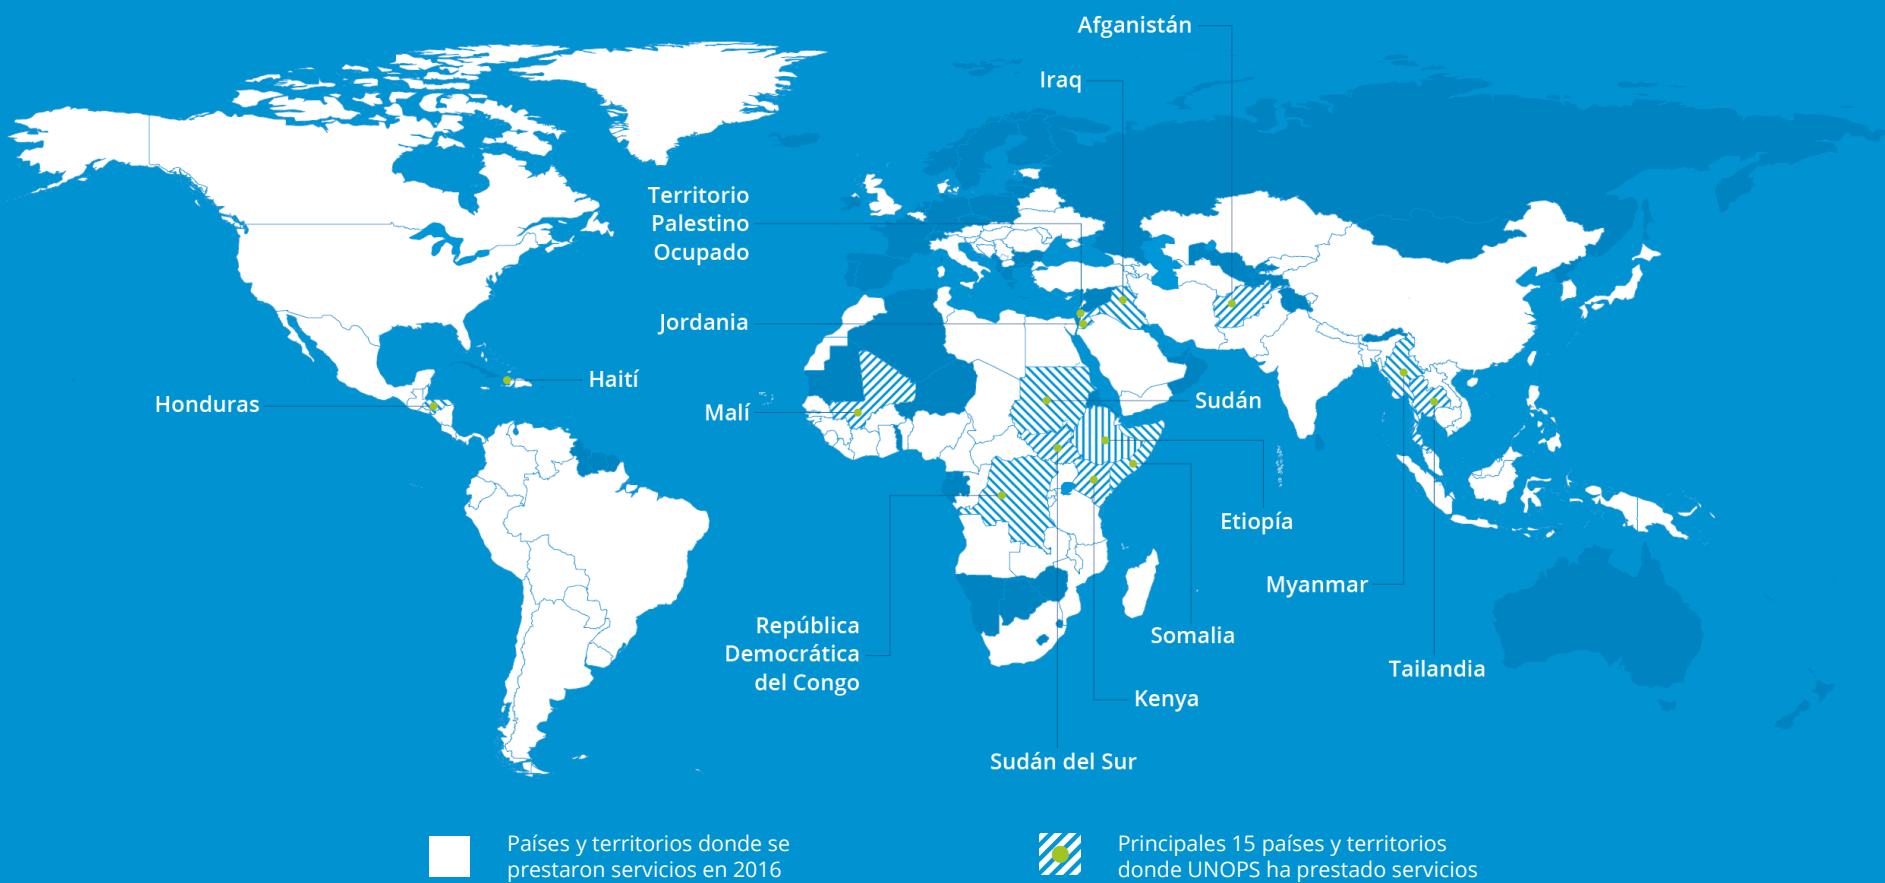 Afganistán
Iraq
Territorio
Palestino
Ocupado
Jordania
Haití
Honduras
Malí
Sudán
Etiopía
Myanmar
República
Democrática
del Congo
Somalia
Tailandia
Kenya
Sudán del Sur
Países y territorios donde se
prestaron servicios en 2016
Principales 15 países y territorios
donde UNOPS ha prestado servicios